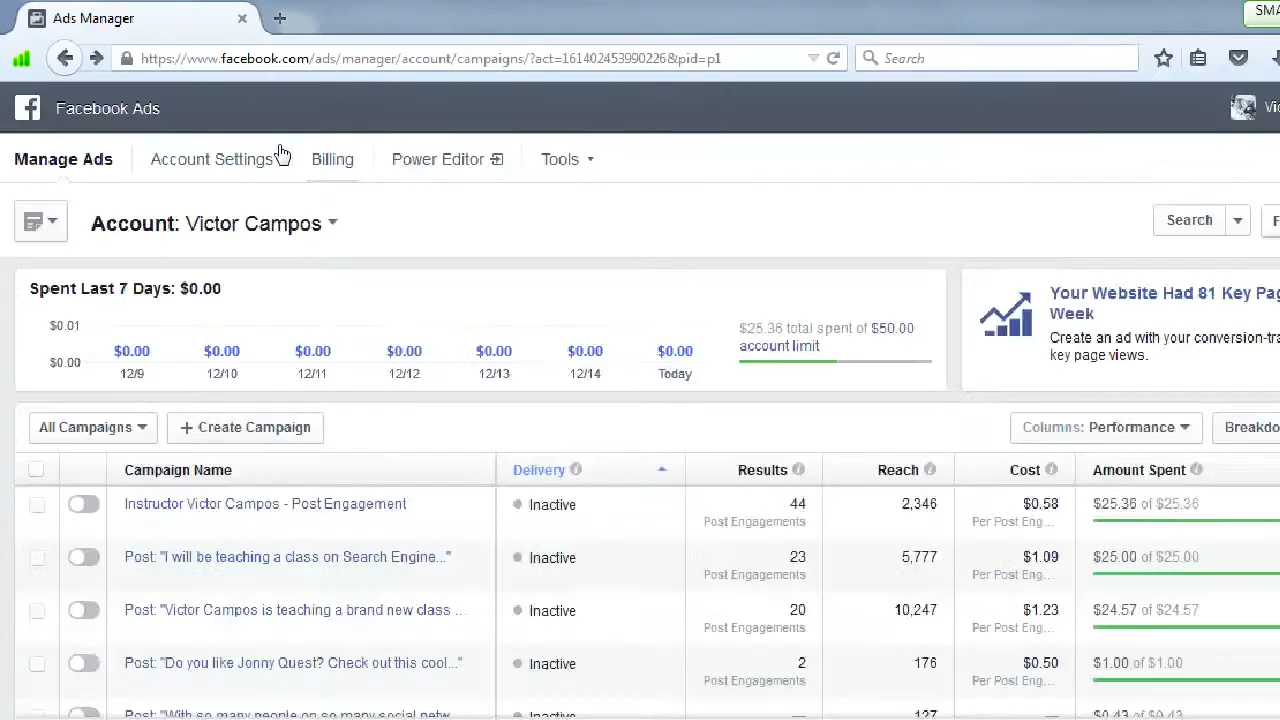 Ads Manager
SMA
https://www.facebook.com/ads/manager/account/campaigns/?act=161402453990226&pid=p1
Search
Facebook Ads
Vic
Manage Ads
Account Settings
Billing
Power Editor
Tools
Account: Victor Campos
Search
F
Spent Last 7 Days: $0.00
$0.01
$0.00
$0.00 $0.00 $0.00 $0.00 $0.00 $0.00 $0.00
12/9 12/10 12/11 12/12 12/13 12/14 Today
$25.36 total spent of $50.00
account limit
Your Website Had 81 Key Pag
Week
Create an ad with your conversion-tra
key page views.
All Campaigns
+ Create Campaign
Columns: Performance
Breakdo
Campaign Name Delivery Results Reach Cost Amount Spent
Instructor Victor Campos - Post Engagement Inactive 44 2,346 $0.58 $25.36 of $25.36
Post Engagements Per Post Eng...
Post: "I will be teaching a class on Search Engine..." Inactive 23 5,777 $1.09 $25.00 of $25.00
Post Engagements Per Post Eng...
Post: "Victor Campos is teaching a brand new class ... Inactive 20 10,247 $1.23 $24.57 of $24.57
Post Engagements Per Post Eng...
Post: "Do you like Jonny Quest? Check out this cool..." Inactive 2 176 $0.50 $1.00 of $1.00
Post Engagements Per Post Eng...
Post: "With so many people on so many social netw... Inactive — 127 — $0.43 of $1.00